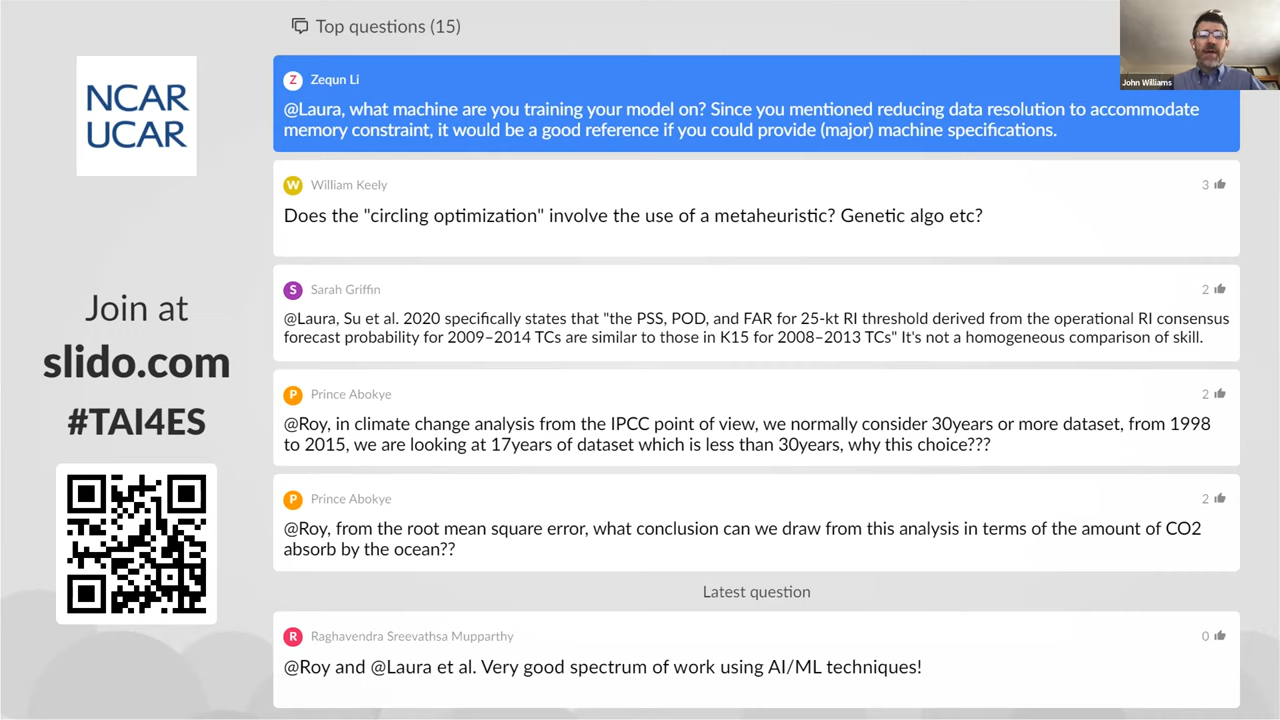 Top questions (15)
John Williams
NCAR
UCAR
Join at
slido.com
#TAI4ES
Z
Zequn Li
@Laura, what machine are you training your model on? Since you mentioned reducing data resolution to accommodate
memory constraint, it would be a good reference if you could provide (major) machine specifications.
W
William Keely
3
Does the "circling optimization" involve the use of a metaheuristic? Genetic algo etc?
S
Sarah Griffin
2
@Laura, Su et al. 2020 specifically states that "the PSS, POD, and FAR for 25-kt RI threshold derived from the operational RI consensus
forecast probability for 2009–2014 TCs are similar to those in K15 for 2008–2013 TCs" It's not a homogeneous comparison of skill.
P
Prince Abokye
2
@Roy, in climate change analysis from the IPCC point of view, we normally consider 30years or more dataset, from 1998
to 2015, we are looking at 17years of dataset which is less than 30years, why this choice???
P
Prince Abokye
2
@Roy, from the root mean square error, what conclusion can we draw from this analysis in terms of the amount of CO2
absorb by the ocean??
Latest question
R
Raghavendra Sreevathsa Mupparthy
0
@Roy and @Laura et al. Very good spectrum of work using AI/ML techniques!